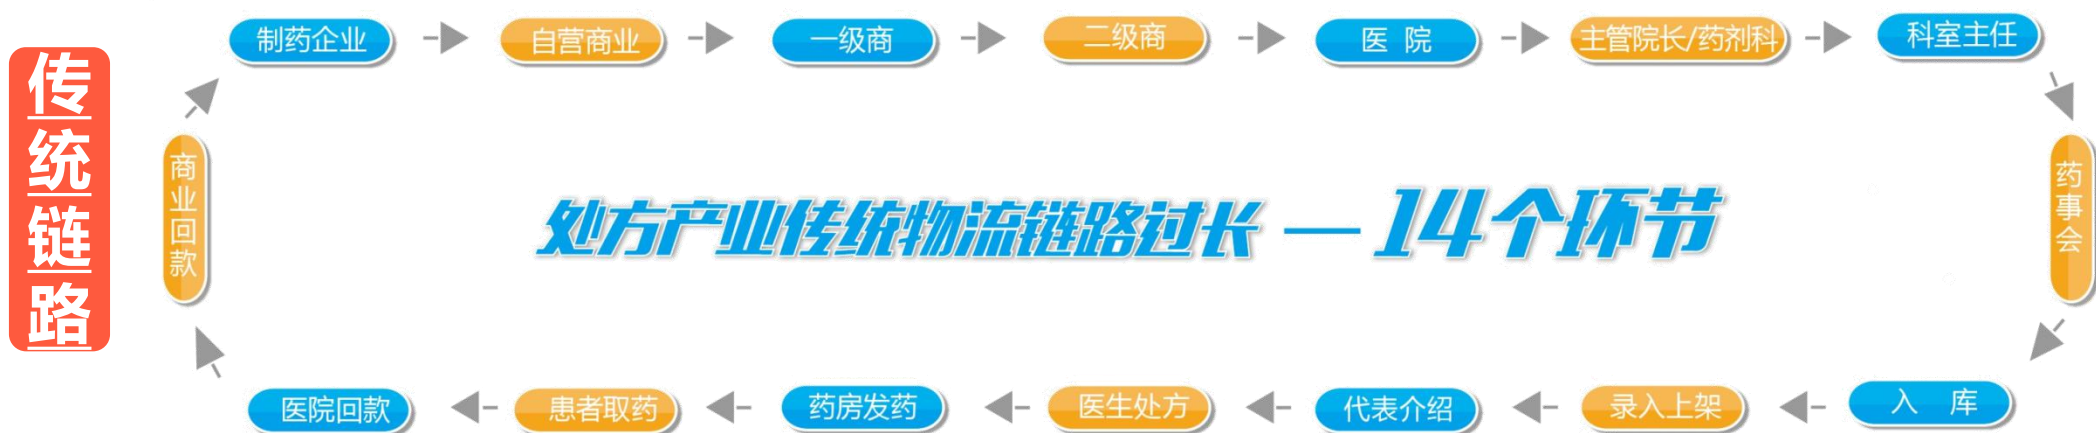 传统链路
制药企业
自营商业
一级商
二级商
医 院
主管院长/药剂科
科室主任
药事会
入 库
录入上架
代表介绍
医生处方
药房发药
患者取药
医院回款
商业回款
处方产业传统物流链路过长 — 14个环节